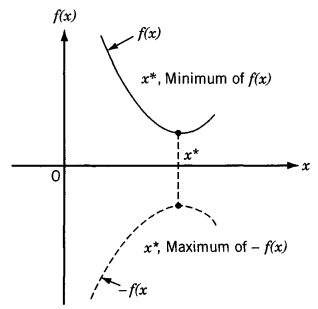 f(x)
f(x)
x*, Minimum of f(x)
x*
x
0
x*, Maximum of – f(x)
–f(x